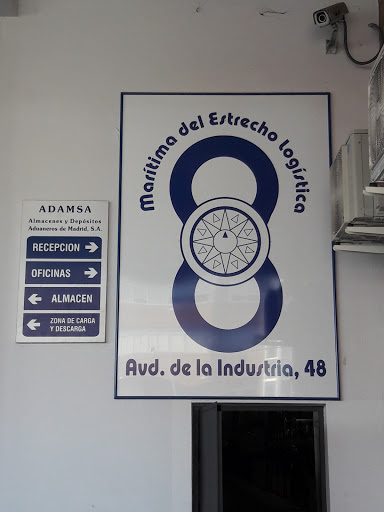 Marítima del Estrecho Logística
Avd. de la Industria, 48
ADAMSA
Almacenes y Depósitos
Aduaneros de Madrid, S.A.
RECEPCION
OFICINAS
ALMACEN
ZONA DE CARGA
Y DESCARGA